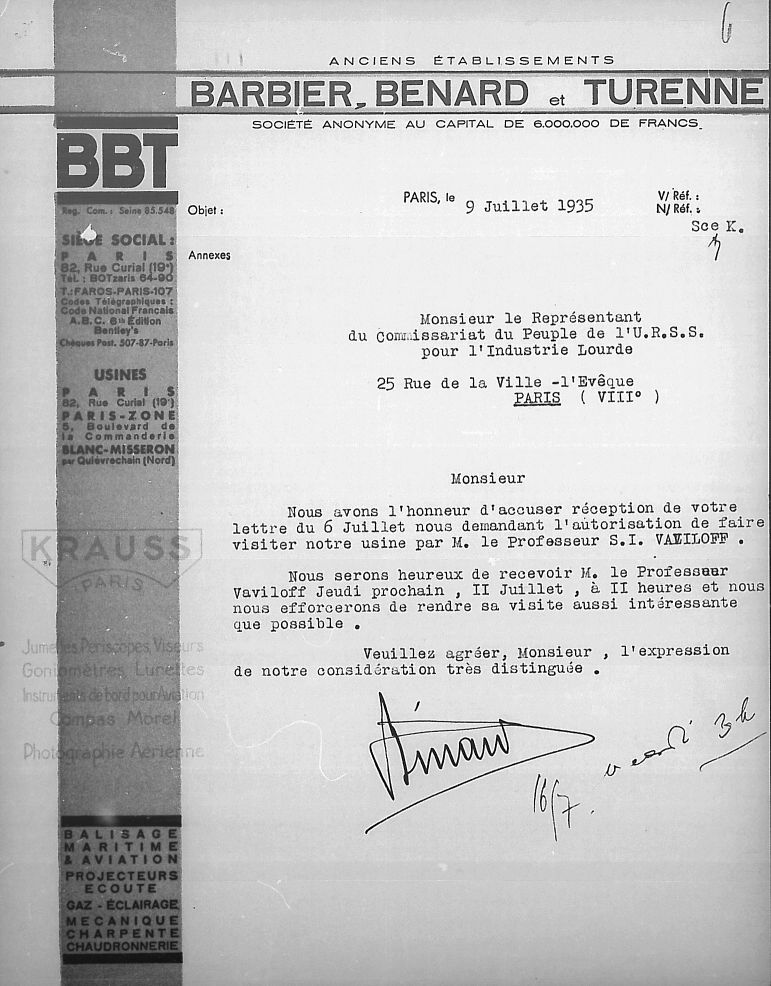 6
ANCIENS ÉTABLISSEMENTS
BARBIER, BENARD et TURENNE
SOCIÉTÉ ANONYME AU CAPITAL DE 6.000.000 DE FRANCS.
BBT
Reg. Com.: Seine 85.548
SIÈGE SOCIAL:
PARIS
82, Rue Curial (19e)
Tél.: BOTzaris 64-90
T.: FAROS-PARIS-107
Codes Télégraphiques:
Code National Français
A.B.C. 6th Édition
Bentley's
Chèques Post. 507-87-Paris
USINES
PARIS
82, Rue Curial (19e)
PARIS-ZONE
5, Boulevard de
la Commanderie
BLANC-MISSERON
par Quiévrechain (Nord)
KRAUSS
PARIS
Jumelles, Périscopes, Viseurs
Goniomètres, Lunettes
Instruments de bord pour Aviation
Compas Morel
Photographie Aérienne
BALISAGE
MARITIME
& AVIATION
PROJECTEURS
ECOUTE
GAZ - ÉCLAIRAGE
MECANIQUE
CHARPENTE
CHAUDRONNERIE
PARIS, le 9 Juillet 1935
V/ Réf.:
N/ Réf.:
Sce K.
Objet:
Annexes
Monsieur le Représentant
du Commissariat du Peuple de l'U.R.S.S.
pour l'Industrie Lourde
25 Rue de la Ville -l'Evêque
PARIS ( VIII° )
Monsieur
Nous avons l'honneur d'accuser réception de votre
lettre du 6 Juillet nous demandant l'autorisation de faire
visiter notre usine par M. le Professeur S.I. VAVILOFF .
Nous serons heureux de recevoir M. le Professeur
Vaviloff Jeudi prochain , II Juillet , à II heures et nous
nous efforcerons de rendre sa visite aussi intéressante
que possible .
Veuillez agréer, Monsieur , l'expression
de notre considération très distinguée .
16/7. 3h